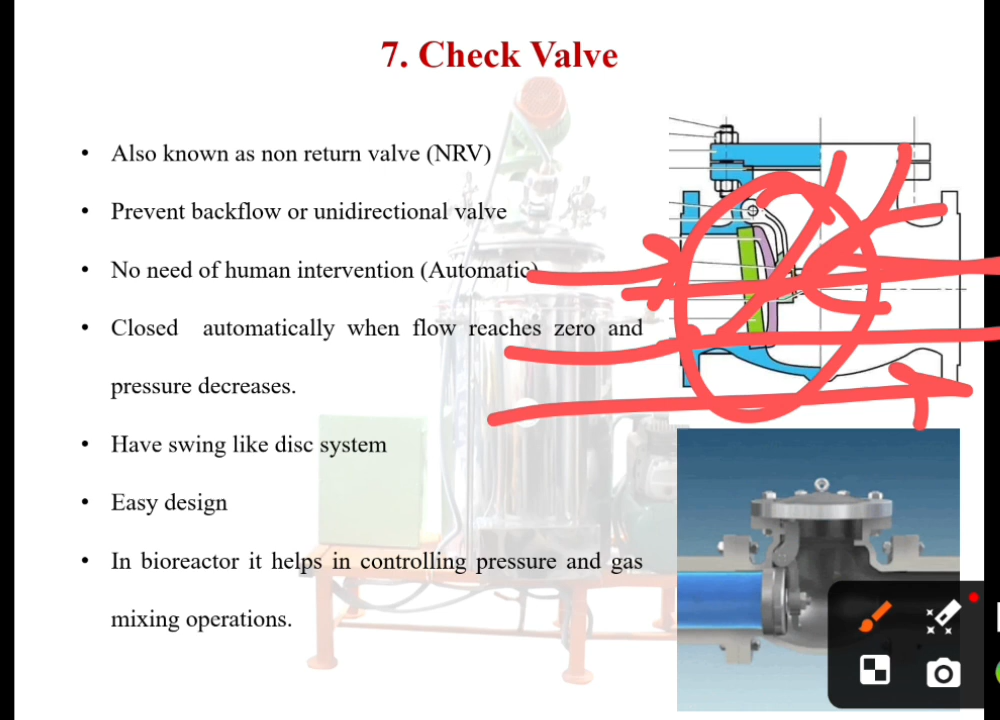 7. Check Valve
• Also known as non return valve (NRV)
• Prevent backflow or unidirectional valve
• No need of human intervention (Automatic)
• Closed automatically when flow reaches zero and
pressure decreases.
• Have swing like disc system
• Easy design
• In bioreactor it helps in controlling pressure and gas
mixing operations.